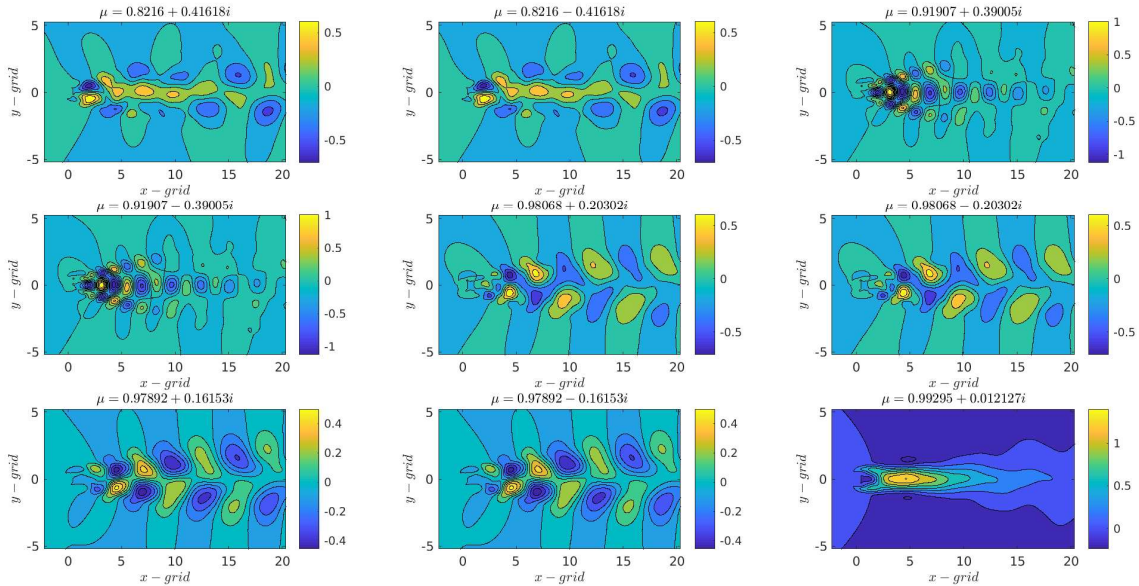 μ = 0.8216 + 0.41618i
μ = 0.8216 − 0.41618i
μ = 0.91907 + 0.39005i
5
0
-5
y − grid
0 5 10 15 20
x − grid
0.5
0
-0.5
5
0
-5
y − grid
0 5 10 15 20
x − grid
0.5
0
-0.5
5
0
-5
y − grid
0 5 10 15 20
x − grid
1
0.5
0
-0.5
-1
μ = 0.91907 − 0.39005i
μ = 0.98068 + 0.20302i
μ = 0.98068 − 0.20302i
5
0
-5
y − grid
0 5 10 15 20
x − grid
1
0.5
0
-0.5
-1
5
0
-5
y − grid
0 5 10 15 20
x − grid
0.5
0
-0.5
5
0
-5
y − grid
0 5 10 15 20
x − grid
0.5
0
-0.5
μ = 0.97892 + 0.16153i
μ = 0.97892 − 0.16153i
μ = 0.99295 + 0.012127i
5
0
-5
y − grid
0 5 10 15 20
x − grid
0.4
0.2
0
-0.2
-0.4
5
0
-5
y − grid
0 5 10 15 20
x − grid
0.4
0.2
0
-0.2
-0.4
5
0
-5
y − grid
0 5 10 15 20
x − grid
1
0.5
0